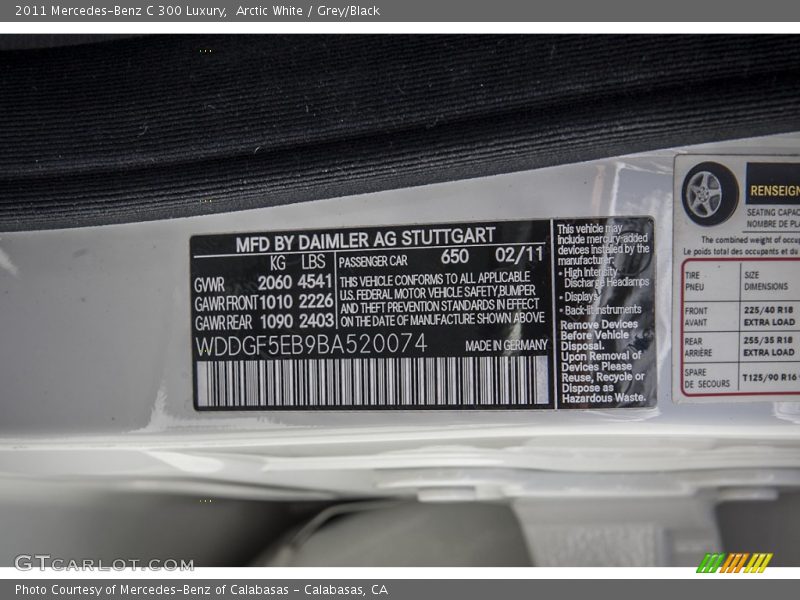 2011 Mercedes-Benz C 300 Luxury,  Arctic White / Grey/Black
MFD BY DAIMLER AG STUTTGART
KG LBS
GVWR 2060 4541
GAWR FRONT 1010 2226
GAWR REAR 1090 2403
PASSENGER CAR 650 02/11
THIS VEHICLE CONFORMS TO ALL APPLICABLE
U.S. FEDERAL MOTOR VEHICLE SAFETY,BUMPER
AND THEFT PREVENTION STANDARDS IN EFFECT
ON THE DATE OF MANUFACTURE SHOWN ABOVE
WDDGF5EB9BA520074 MADE IN GERMANY
This vehicle may
include mercury-added
devices installed by the
manufacturer:
• High Intensity
Discharge Headlamps
• Displays
• Back-lit Instruments
Remove Devices
Before Vehicle
Disposal.
Upon Removal of
Devices Please
Reuse, Recycle or
Dispose as
Hazardous Waste.
RENSEIGN
SEATING CAPAC
NOMBRE DE PLA
The combined weight of occup
Le poids total des occupants et du
TIRE SIZE
PNEU DIMENSIONS
FRONT 225/40 R18
AVANT EXTRA LOAD
REAR 255/35 R18
ARRIÈRE EXTRA LOAD
SPARE T125/90 R16
DE SECOURS
GTCARLOT.COM
Photo Courtesy of Mercedes-Benz of Calabasas - Calabasas, CA